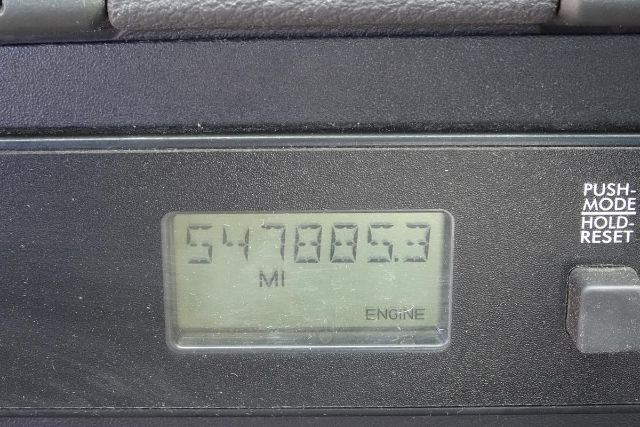 547885.3
MI
ENGINE
PUSH-
MODE
HOLD-
RESET